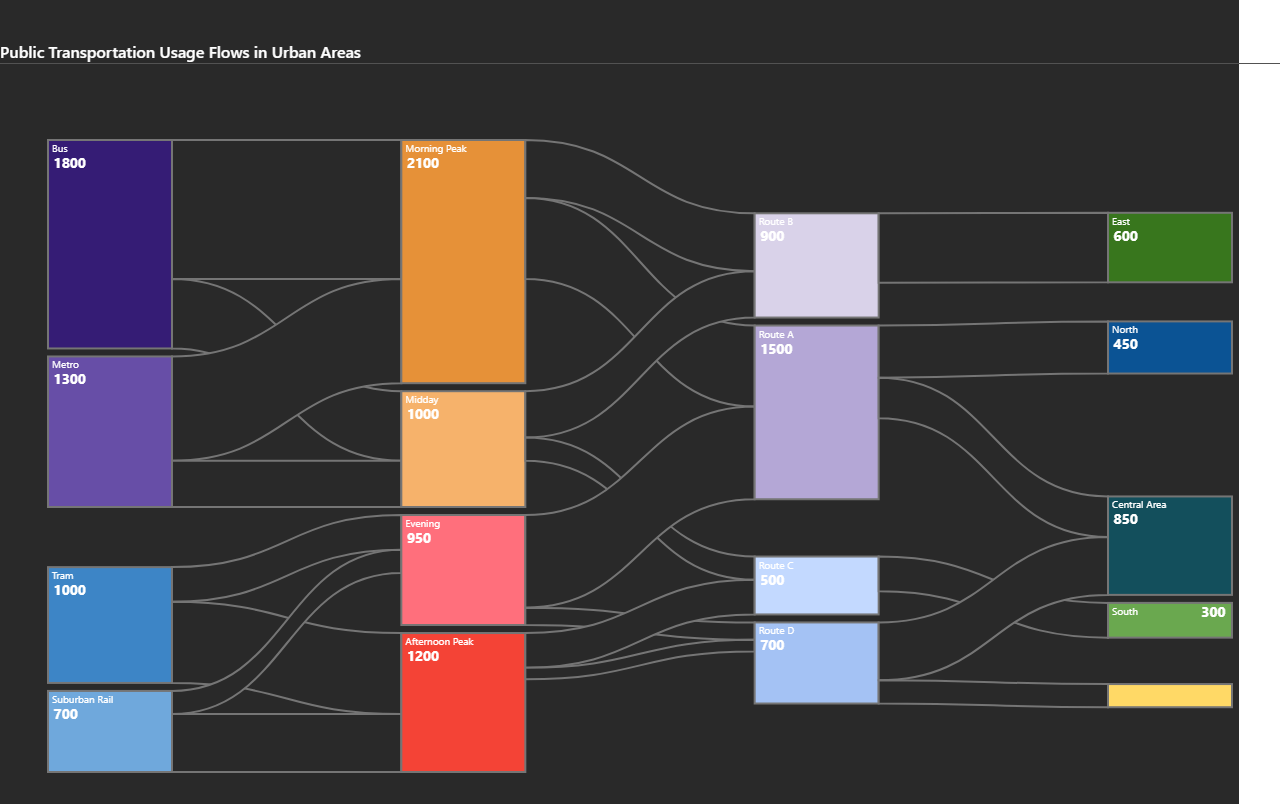 Public Transportation Usage Flows in Urban Areas
Bus
1800
Metro
1300
Tram
1000
Suburban Rail
700
Morning Peak
2100
Midday
1000
Evening
950
Afternoon Peak
1200
Route B
900
Route A
1500
Route C
500
Route D
700
East
600
North
450
Central Area
850
South 300